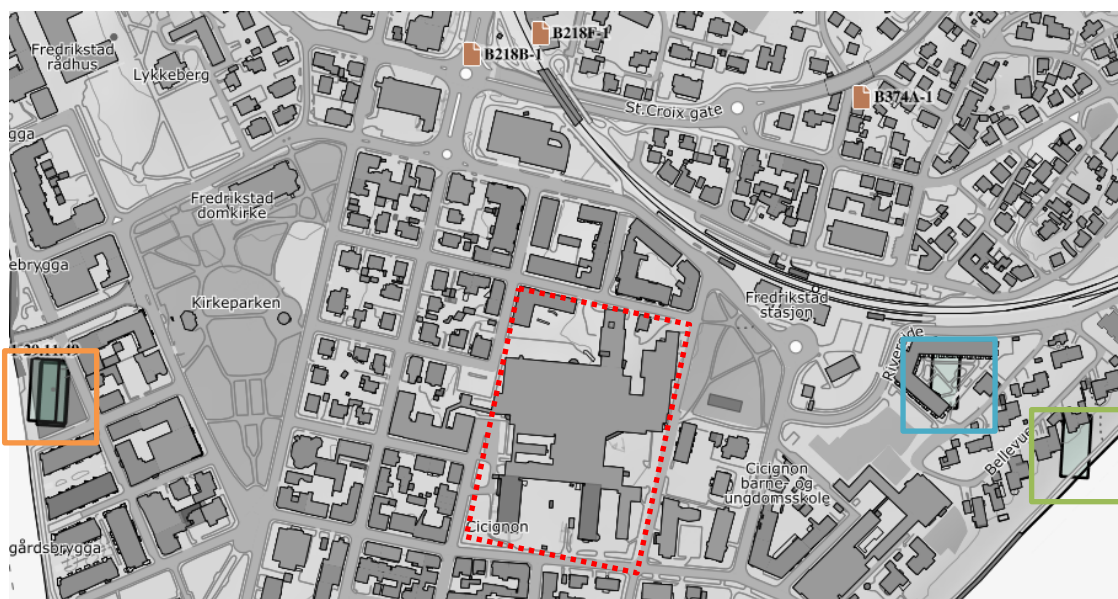 B218F-1
Fredrikstad
rådhus
B218B-1
Lykkeberg
B374A-1
St.Croix gate
gga
Fredrikstad
domkirke
ebrygga
Kirkeparken
Fredrikstad
stasjon
Cicignon
barne- og
ungdomsskole
Bellevue
Cicignon
gårdsbrygga